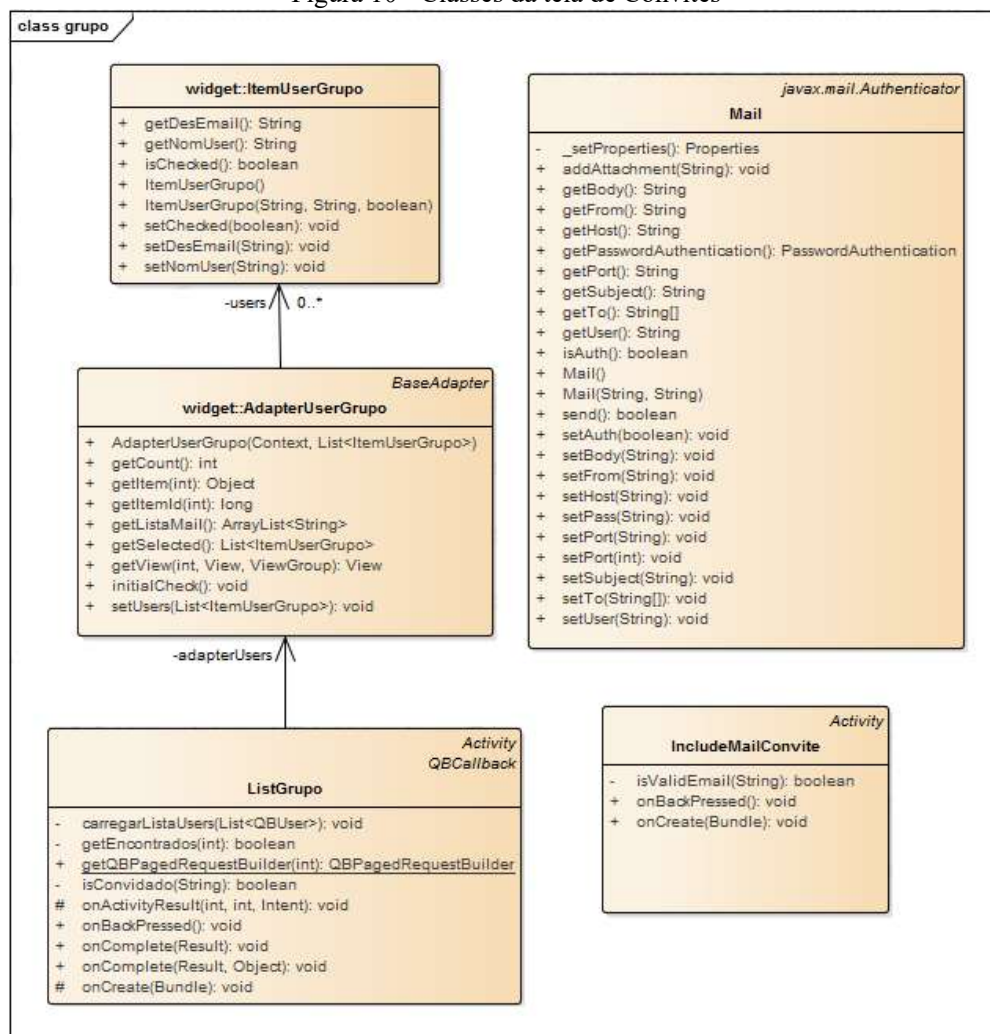 Figura 10 - Classes da tela de Convites
class grupo
widget::ItemUserGrupo
+ getDesEmail(): String
+ getNomUser(): String
+ isChecked(): boolean
+ ItemUserGrupo()
+ ItemUserGrupo(String, String, boolean)
+ setChecked(boolean): void
+ setDesEmail(String): void
+ setNomUser(String): void
-users 0..*
BaseAdapter
widget::AdapterUserGrupo
+ AdapterUserGrupo(Context, List<ItemUserGrupo>)
+ getCount(): int
+ getItem(int): Object
+ getItemId(int): long
+ getListaMail(): ArrayList<String>
+ getSelected(): List<ItemUserGrupo>
+ getView(int, View, ViewGroup): View
+ initialCheck(): void
+ setUsers(List<ItemUserGrupo>): void
-adapterUsers
Activity
QBCallback
ListGrupo
- carregarListaUsers(List<QBUser>): void
- getEncontrados(int): boolean
+ getQBPagedRequestBuilder(int): QBPagedRequestBuilder
- isConvidado(String): boolean
# onActivityResult(int, int, Intent): void
+ onBackPressed(): void
+ onComplete(Result): void
+ onComplete(Result, Object): void
# onCreate(Bundle): void
javax.mail.Authenticator
Mail
- _setProperties(): Properties
+ addAttachment(String): void
+ getBody(): String
+ getFrom(): String
+ getHost(): String
+ getPasswordAuthentication(): PasswordAuthentication
+ getPort(): String
+ getSubject(): String
+ getTo(): String[]
+ getUser(): String
+ isAuth(): boolean
+ Mail()
+ Mail(String, String)
+ send(): boolean
+ setAuth(boolean): void
+ setBody(String): void
+ setFrom(String): void
+ setHost(String): void
+ setPass(String): void
+ setPort(String): void
+ setPort(int): void
+ setSubject(String): void
+ setTo(String[]): void
+ setUser(String): void
Activity
IncludeMailConvite
- isValidEmail(String): boolean
+ onBackPressed(): void
+ onCreate(Bundle): void